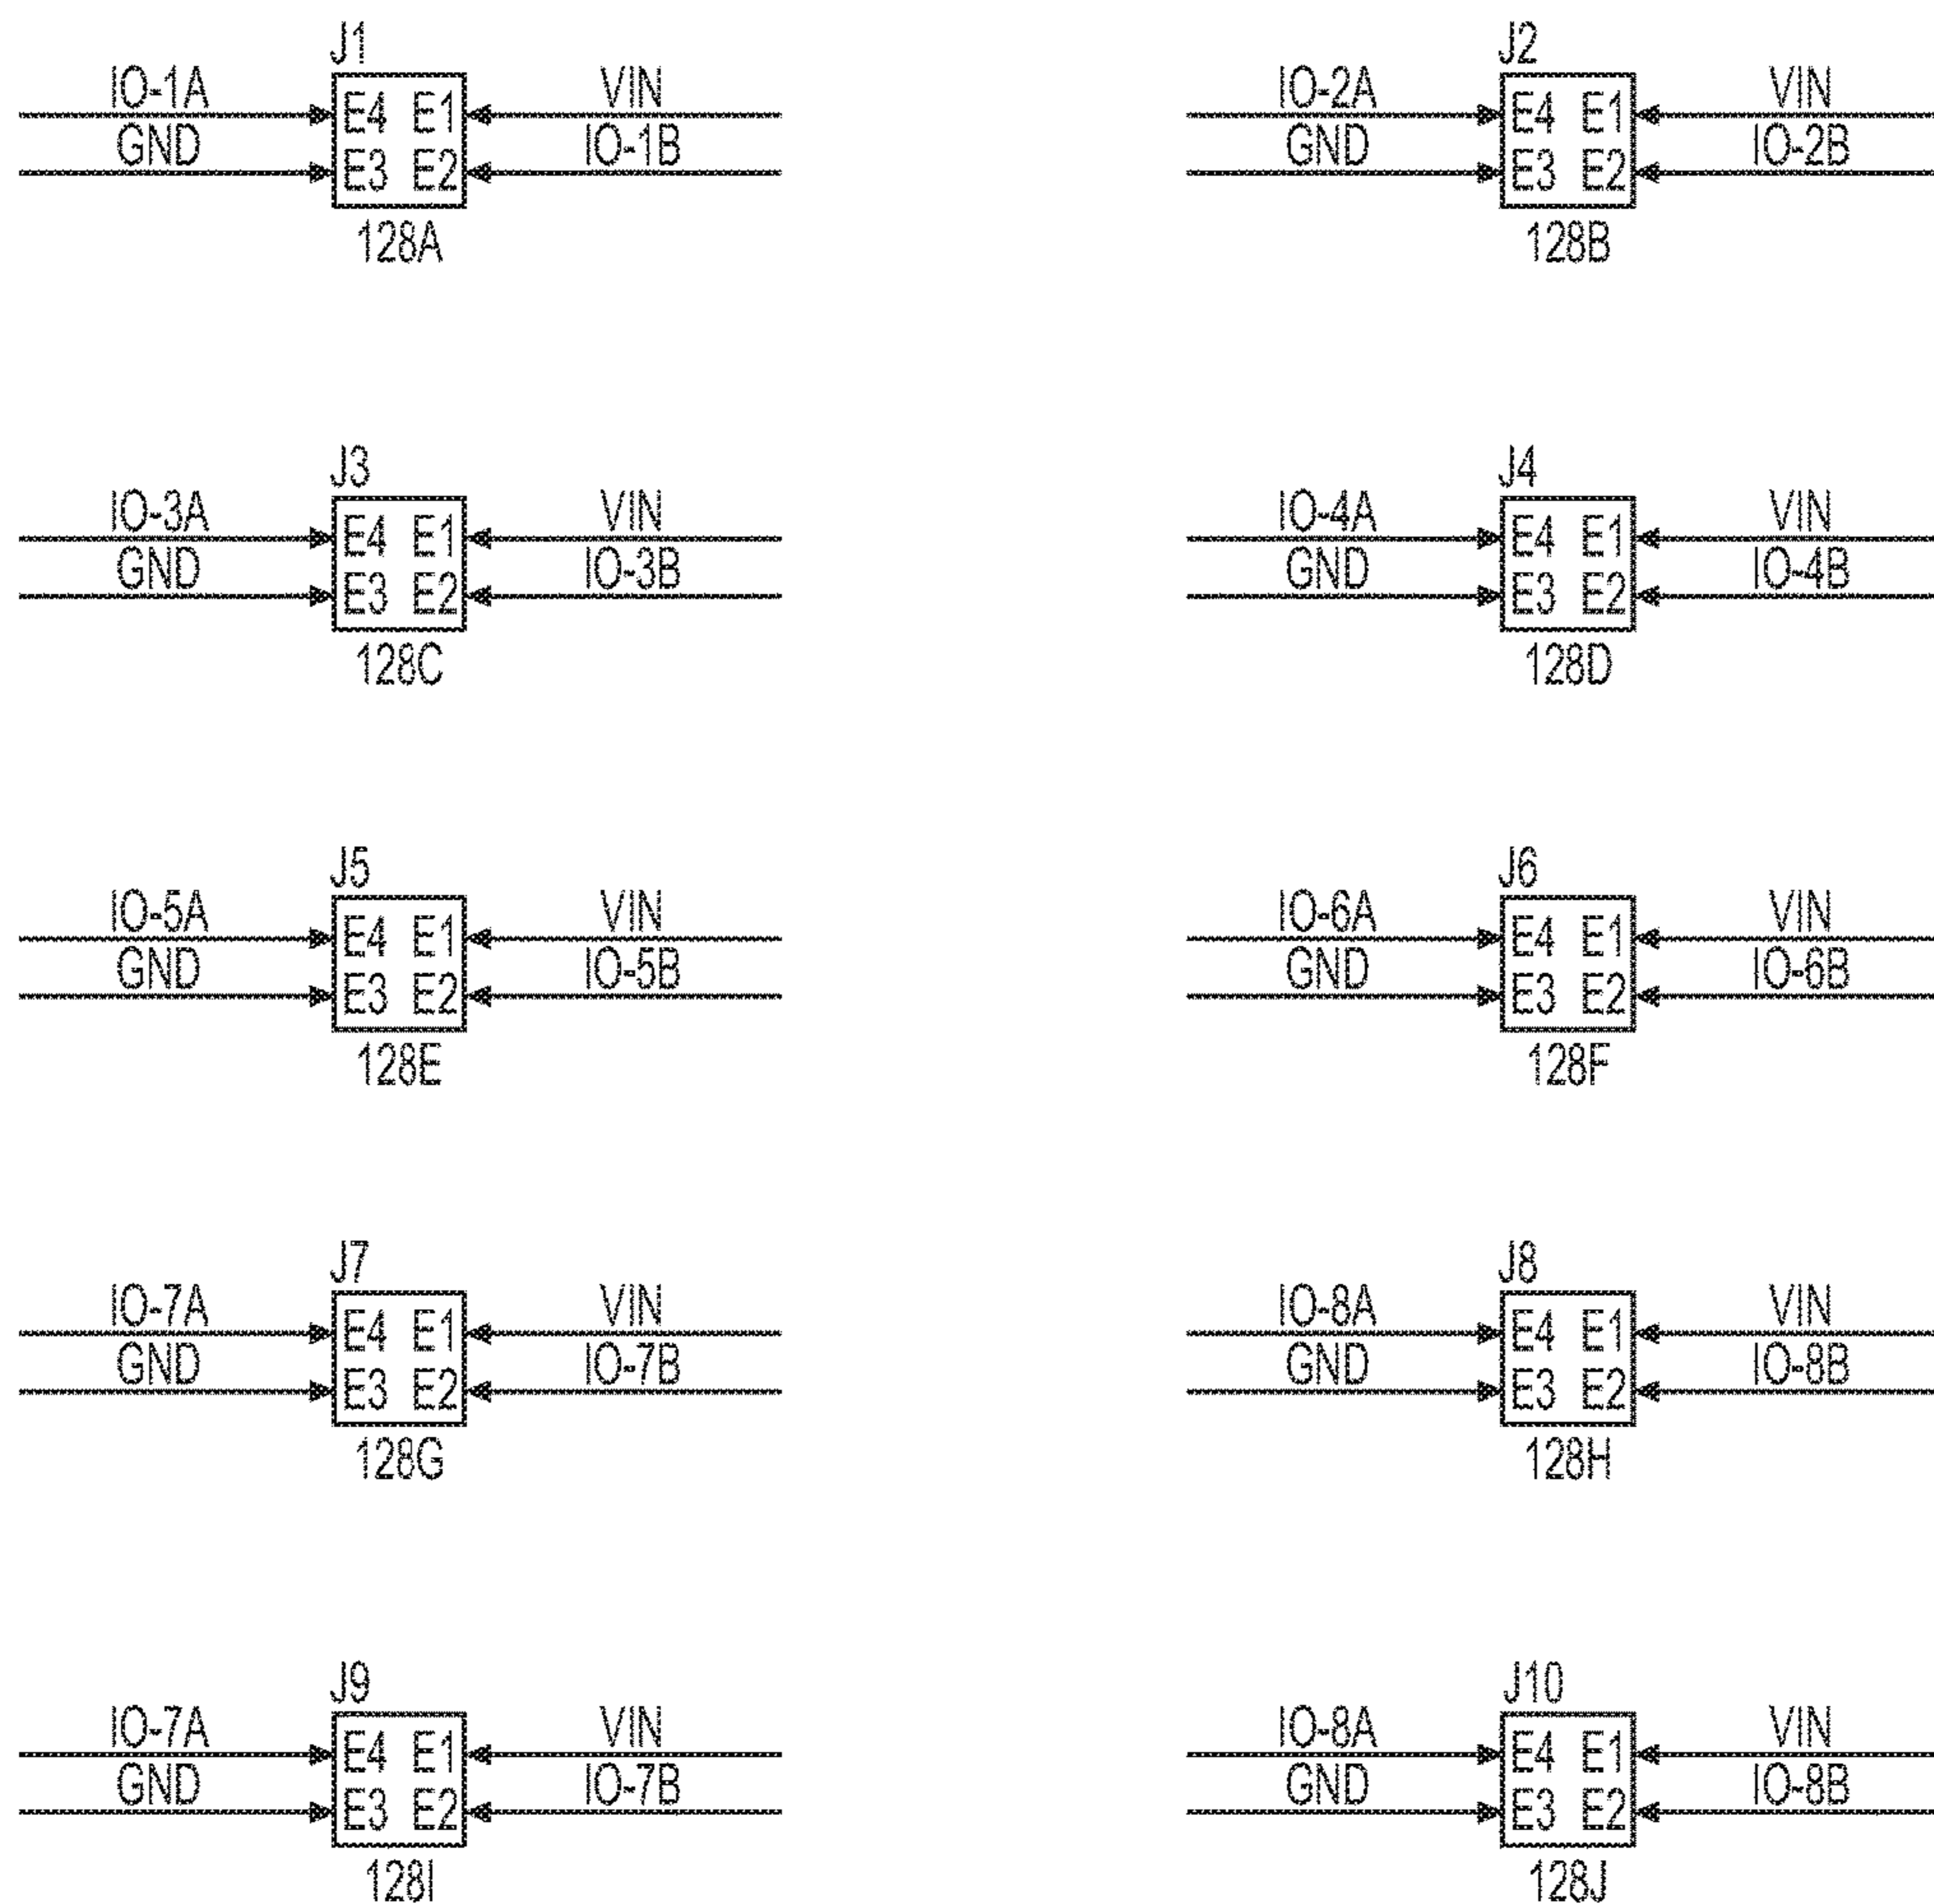 J1
IO-1A E4 E1 VIN
GND E3 E2 IO-1B
128A
J2
IO-2A E4 E1 VIN
GND E3 E2 IO-2B
128B
J3
IO-3A E4 E1 VIN
GND E3 E2 IO-3B
128C
J4
IO-4A E4 E1 VIN
GND E3 E2 IO-4B
128D
J5
IO-5A E4 E1 VIN
GND E3 E2 IO-5B
128E
J6
IO-6A E4 E1 VIN
GND E3 E2 IO-6B
128F
J7
IO-7A E4 E1 VIN
GND E3 E2 IO-7B
128G
J8
IO-8A E4 E1 VIN
GND E3 E2 IO-8B
128H
J9
IO-7A E4 E1 VIN
GND E3 E2 IO-7B
128I
J10
IO-8A E4 E1 VIN
GND E3 E2 IO-8B
128J